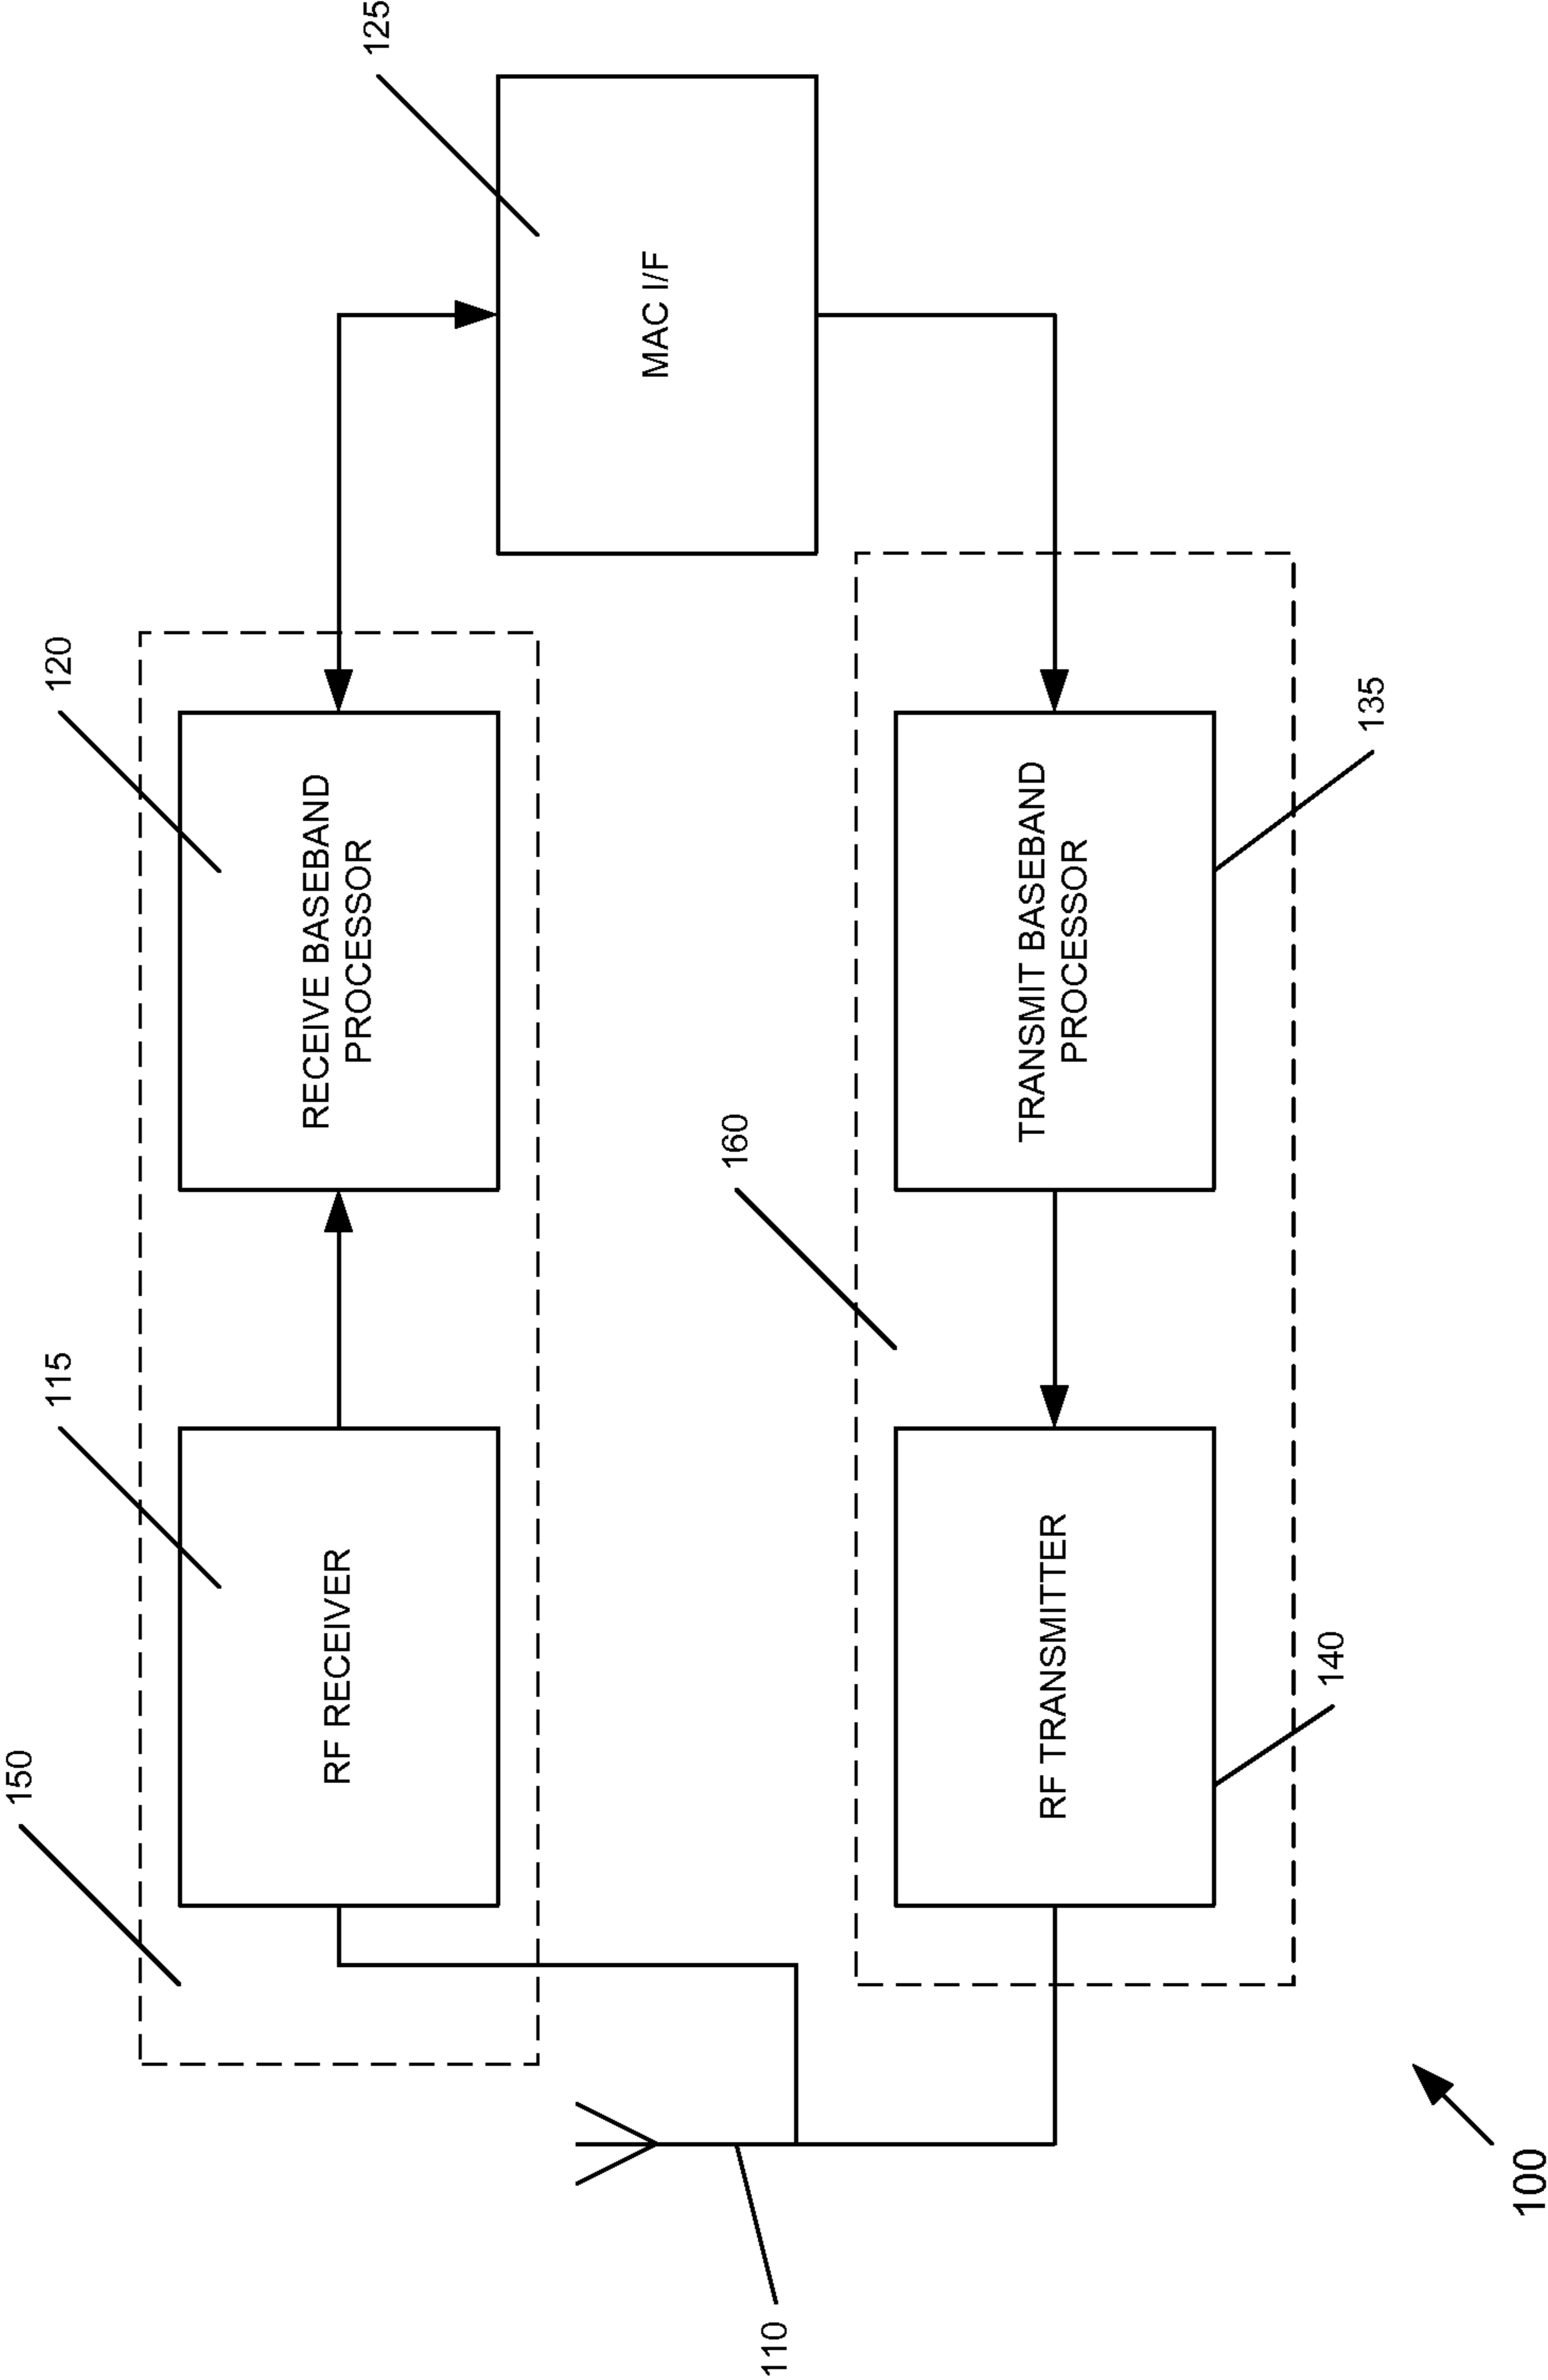 150
115
120
125
RF RECEIVER
RECEIVE BASEBAND
PROCESSOR
MAC I/F
160
110
RF TRANSMITTER
TRANSMIT BASEBAND
PROCESSOR
140
135
100